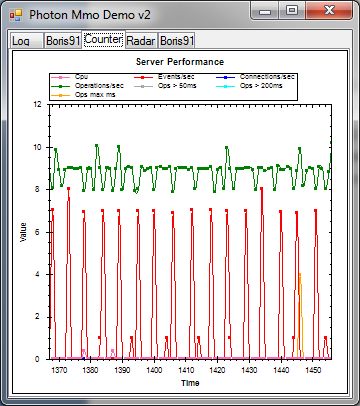 Photon Mmo Demo v2
Log Boris91 Counter Radar Boris91
Server Performance
Cpu Events/sec Connections/sec
Operations/sec Ops > 50ms Ops > 200ms
Ops max ms
12
10
8
6
4
2
0
Value
1370 1380 1390 1400 1410 1420 1430 1440 1450
Time